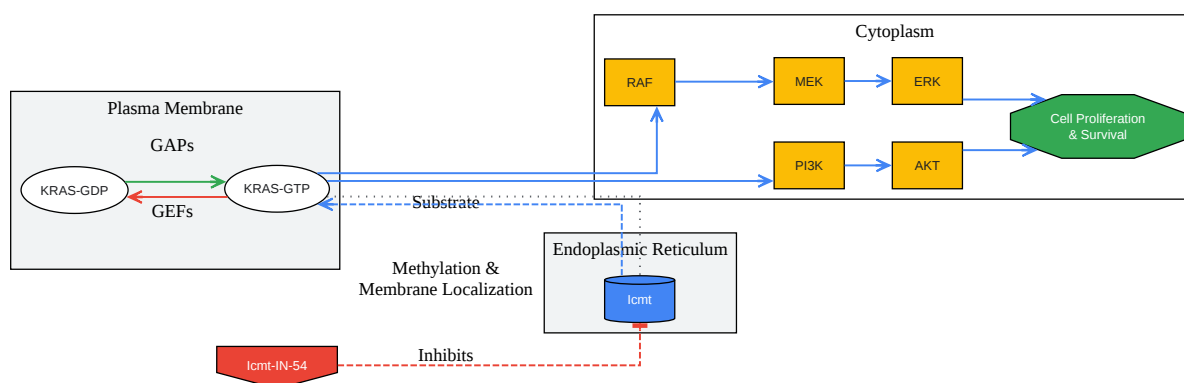 Cytoplasm
RAF
MEK
ERK
Cell Proliferation
& Survival
PI3K
AKT
Plasma Membrane
GAPs
KRAS-GDP
KRAS-GTP
GEFs
Substrate
Endoplasmic Reticulum
Icmt
Methylation &
Membrane Localization
Inhibits
Icmt-IN-54